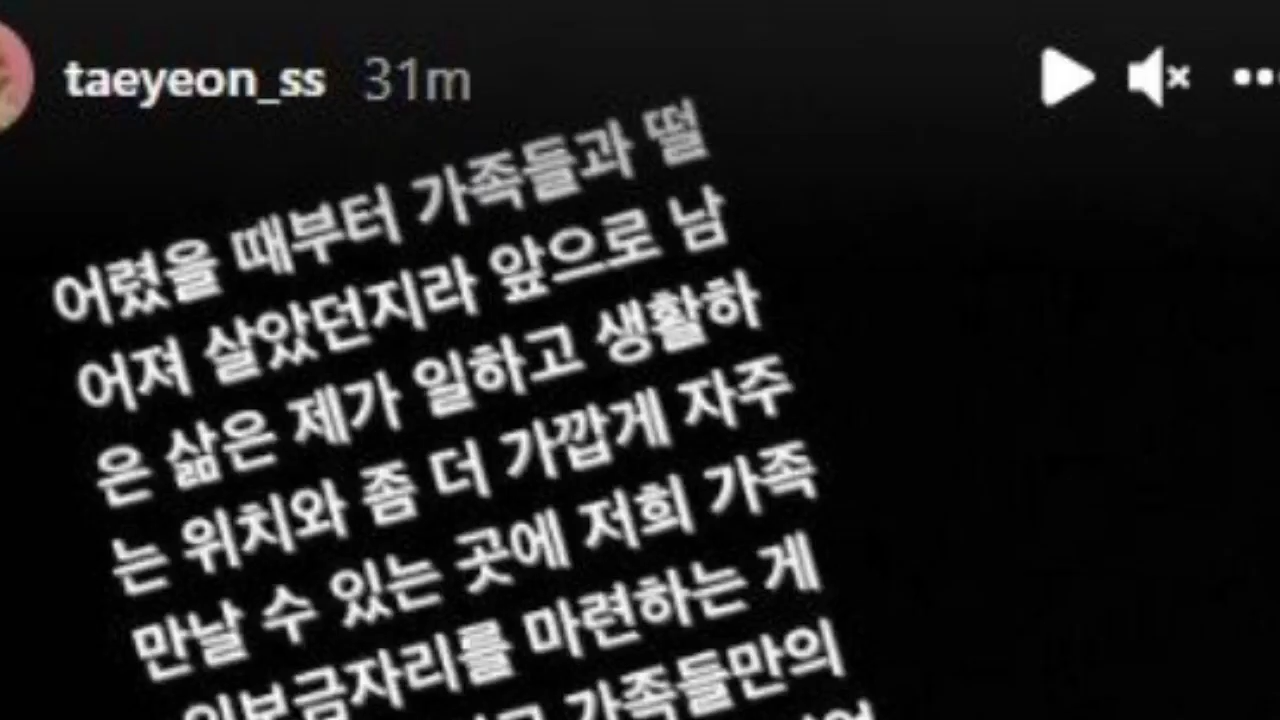 taeyeon_ss 31m
어렸을 때부터 가족들과 떨
어져 살았던지라 앞으로 남
은 삶은 제가 일하고 생활하
는 위치와 좀 더 가깝게 자주
만날 수 있는 곳에 저희 가족
의보금자리를 마련하는 게
가족들만의